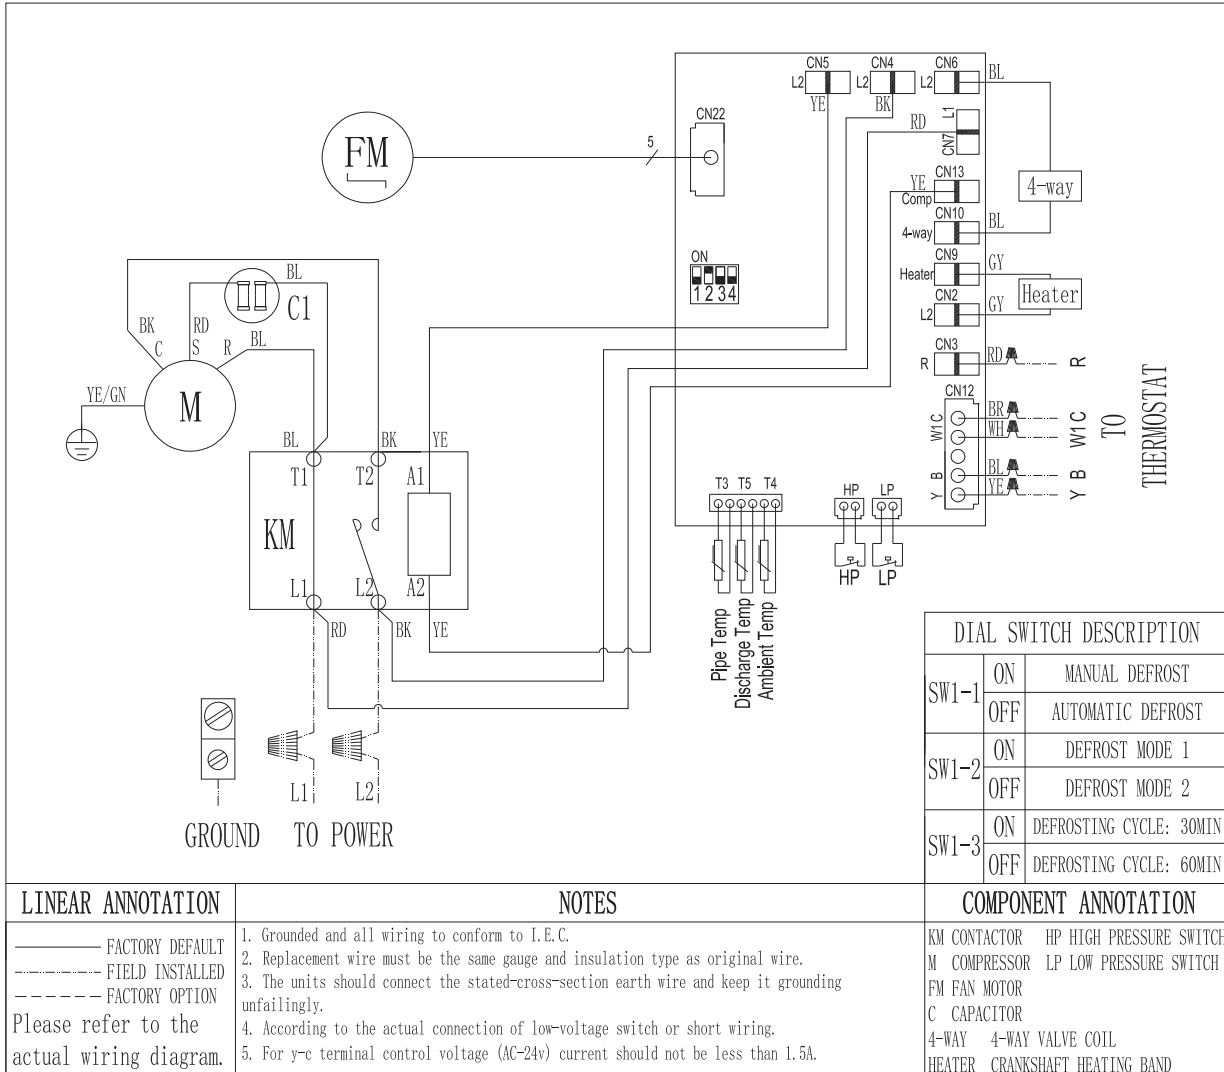 CN5
CN4
CN6
L2
L2
L2
BL
YE
BK
CN22
RD
L1
CN7
FM
5
CN13
YE
Comp
4-way
CN10
BL
4-way
ON
1 2 3 4
CN9
GY
Heater
Heater
CN2
GY
L2
BL
C1
BK
C
RD
S
R
BL
CN3
R
RD
R
YE/GN
M
CN12
BR
C
C
WH
W1
W1
BL
B
B
YE
Y
Y
TO
THERMOSTAT
BL
BK
YE
T1
T2
A1
KM
L1
L2
A2
RD
BK
YE
T3 T5 T4
HP
LP
HP
LP
Pipe Temp
Discharge Temp
Ambient Temp
L1
L2
GROUND
TO POWER
DIAL SWITCH DESCRIPTION
SW1-1
ON
MANUAL DEFROST
OFF
AUTOMATIC DEFROST
SW1-2
ON
DEFROST MODE 1
OFF
DEFROST MODE 2
SW1-3
ON
DEFROSTING CYCLE: 30MIN
OFF
DEFROSTING CYCLE: 60MIN
LINEAR ANNOTATION
FACTORY DEFAULT
FIELD INSTALLED
FACTORY OPTION
Please refer to the
actual wiring diagram.
NOTES
1. Grounded and all wiring to conform to I.E.C.
2. Replacement wire must be the same gauge and insulation type as original wire.
3. The units should connect the stated-cross-section earth wire and keep it grounding
unfailingly.
4. According to the actual connection of low-voltage switch or short wiring.
5. For y-c terminal control voltage (AC-24v) current should not be less than 1.5A.
COMPONENT ANNOTATION
KM CONTACTOR HP HIGH PRESSURE SWITCH
M COMPRESSOR LP LOW PRESSURE SWITCH
FM FAN MOTOR
C CAPACITOR
4-WAY 4-WAY VALVE COIL
HEATER CRANKSHAFT HEATING BAND